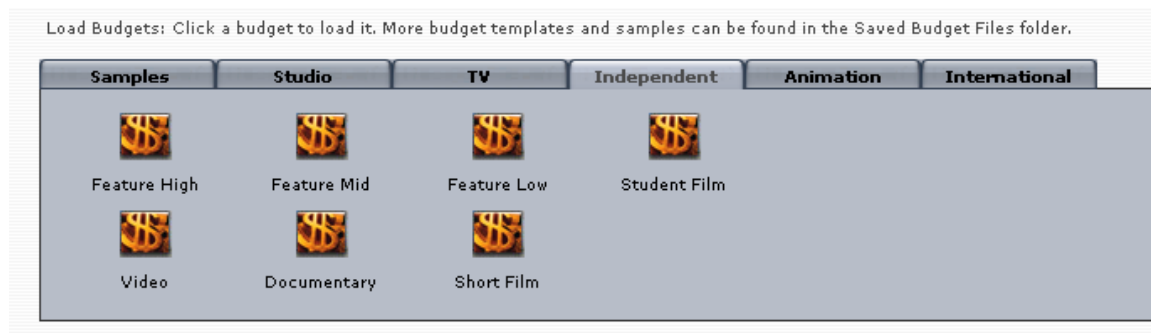 Load Budgets: Click a budget to load it. More budget templates and samples can be found in the Saved Budget Files folder.
Samples Studio TV Independent Animation International
Feature High Feature Mid Feature Low Student Film
Video Documentary Short Film